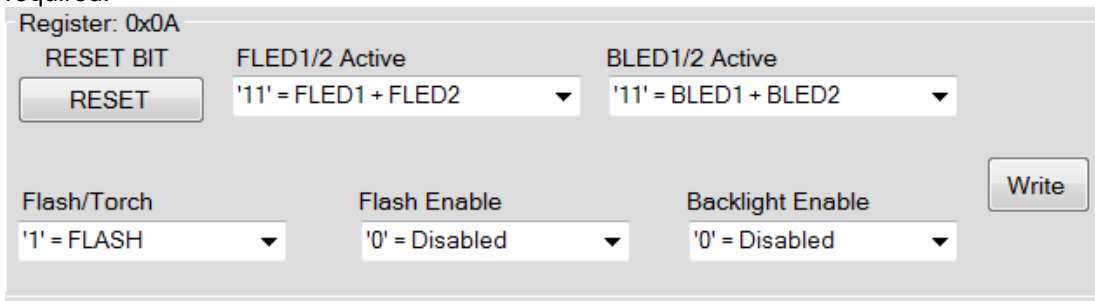 required.
Register: 0x0A
RESET BIT FLED1/2 Active BLED1/2 Active
RESET '11' = FLED1 + FLED2 '11' = BLED1 + BLED2
Write
Flash/Torch Flash Enable Backlight Enable
'1' = FLASH '0' = Disabled '0' = Disabled